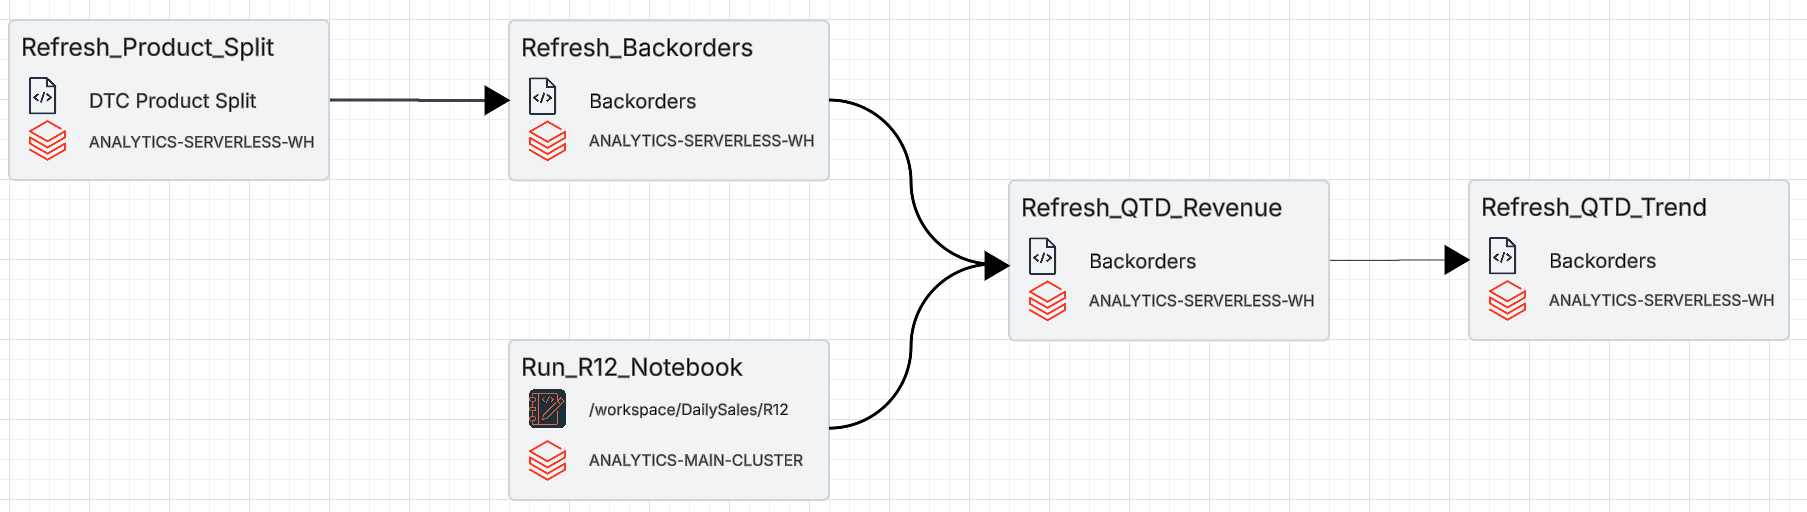 Refresh_Product_Split
DTC Product Split
ANALYTICS-SERVERLESS-WH
Refresh_Backorders
Backorders
ANALYTICS-SERVERLESS-WH
Run_R12_Notebook
/workspace/DailySales/R12
ANALYTICS-MAIN-CLUSTER
Refresh_QTD_Revenue
Backorders
ANALYTICS-SERVERLESS-WH
Refresh_QTD_Trend
Backorders
ANALYTICS-SERVERLESS-WH